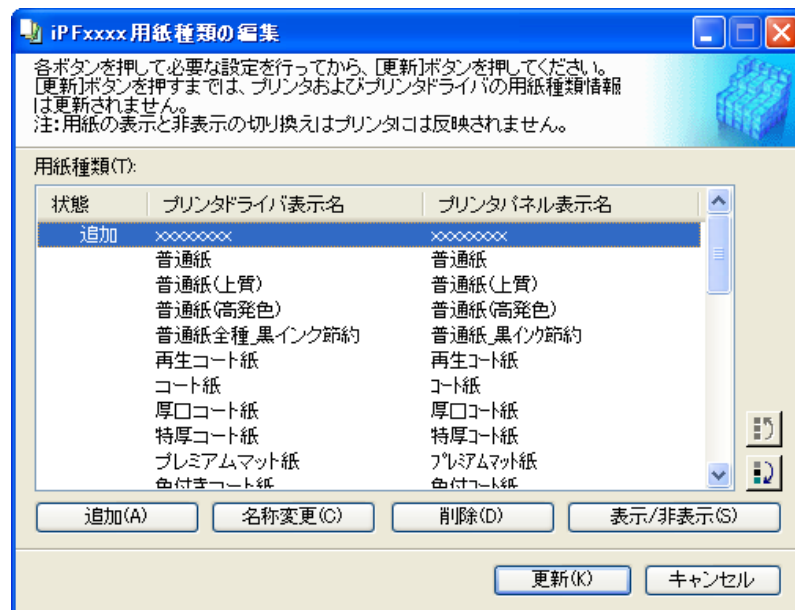 iPFxxxx 用紙種類の編集
各ボタンを押して必要な設定を行ってから、[更新]ボタンを押してください。
[更新]ボタンを押すまでは、プリンタおよびプリンタドライバの用紙種類情報
は更新されません。
注：用紙の表示と非表示の切り換えはプリンタには反映されません。
用紙種類(T):
状態 プリンタドライバ表示名 プリンタパネル表示名
追加 xxxxxxxx xxxxxxxx
普通紙 普通紙
普通紙(上質) 普通紙(上質)
普通紙(高発色) 普通紙(高発色)
普通紙全種_黒インク節約 普通紙_黒ｲﾝｸ節約
再生コート紙 再生ｺｰﾄ紙
コート紙 ｺｰﾄ紙
厚口コート紙 厚口ｺｰﾄ紙
特厚コート紙 特厚ｺｰﾄ紙
プレミアムマット紙 ﾌﾟﾚﾐｱﾑﾏｯﾄ紙
色付きコート紙 色付ｺｰﾄ紙
追加(A) 名称変更(C) 削除(D) 表示/非表示(S)
更新(K) キャンセル